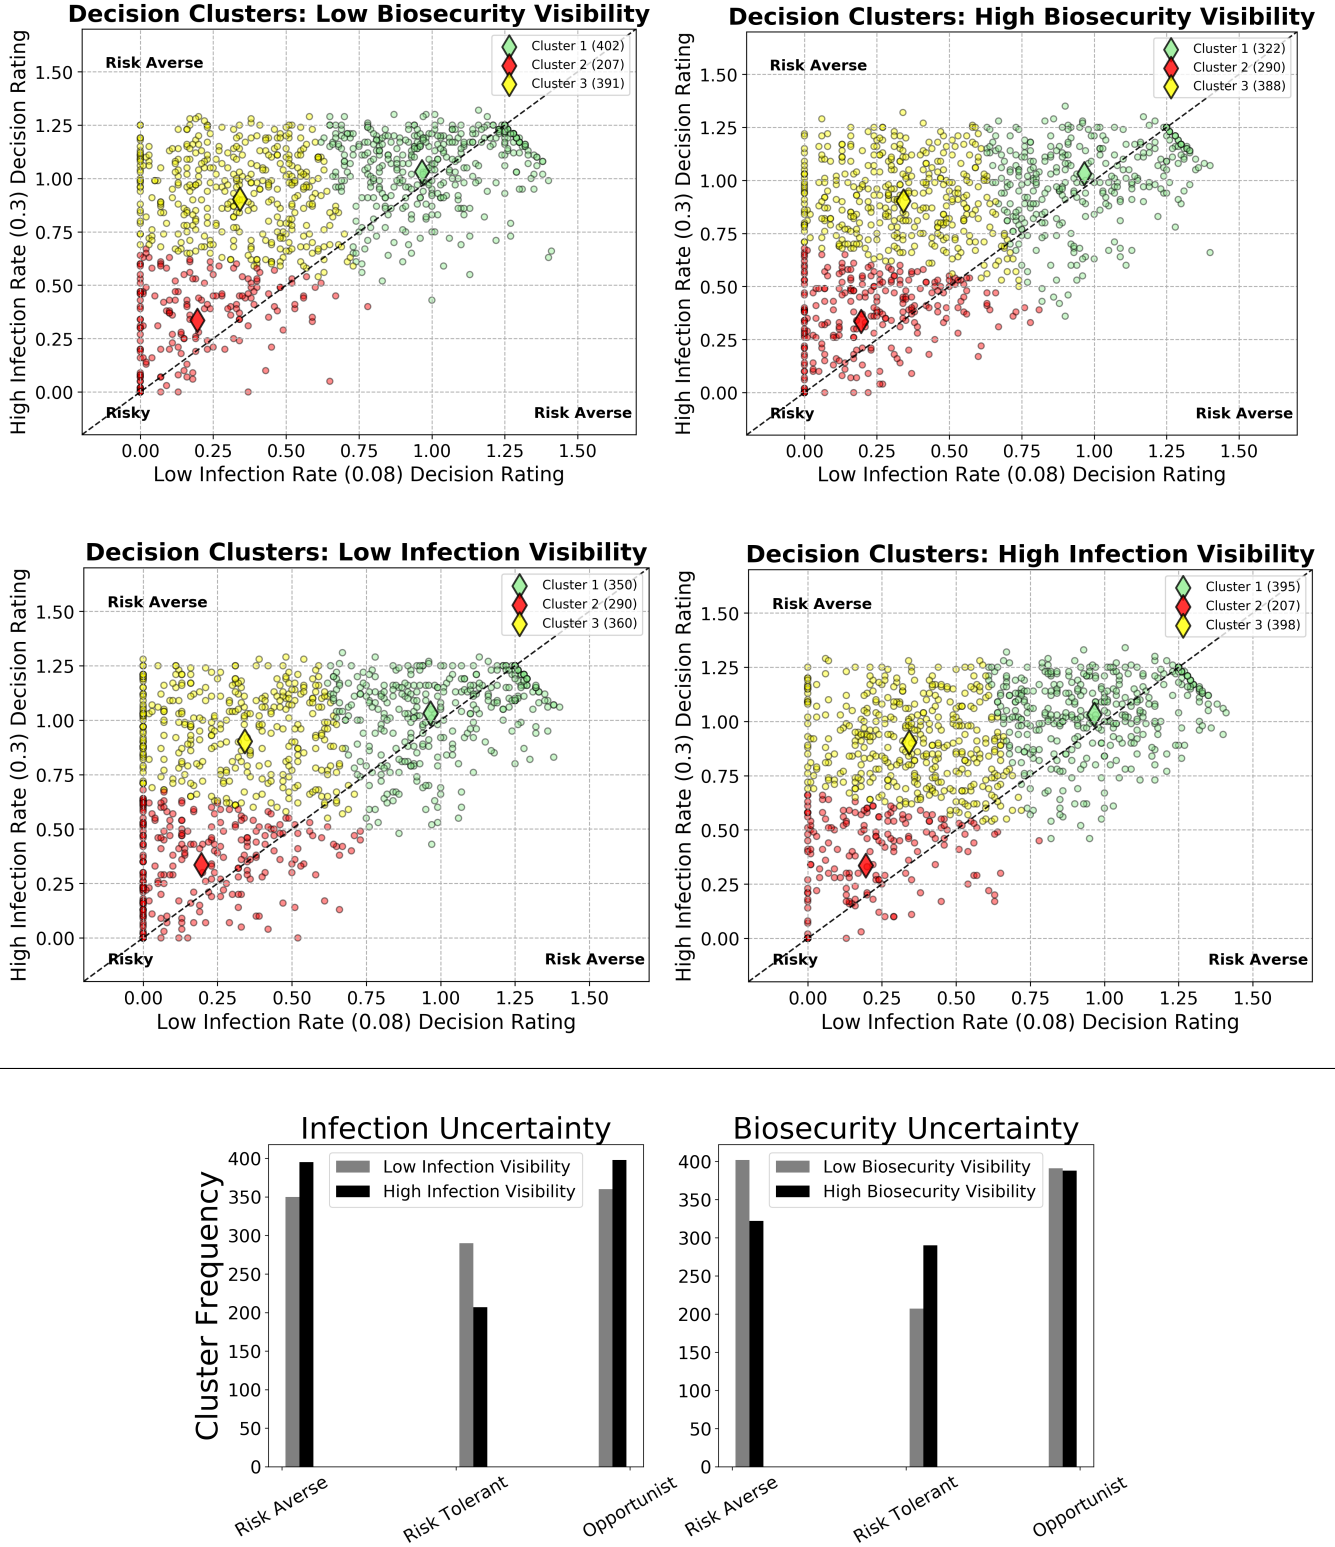 Decision Clusters: Low Biosecurity Visibility
High Infection Rate (0.3) Decision Rating
1.50
1.25
1.00
0.75
0.50
0.25
0.00
Risk Averse
Cluster 1 (402)
Cluster 2 (207)
Cluster 3 (391)
Risky
Risk Averse
0.00 0.25 0.50 0.75 1.00 1.25 1.50
Low Infection Rate (0.08) Decision Rating
Decision Clusters: High Biosecurity Visibility
High Infection Rate (0.3) Decision Rating
1.50
1.25
1.00
0.75
0.50
0.25
0.00
Risk Averse
Cluster 1 (322)
Cluster 2 (290)
Cluster 3 (388)
Risky
Risk Averse
0.00 0.25 0.50 0.75 1.00 1.25 1.50
Low Infection Rate (0.08) Decision Rating
Decision Clusters: Low Infection Visibility
High Infection Rate (0.3) Decision Rating
1.50
1.25
1.00
0.75
0.50
0.25
0.00
Risk Averse
Cluster 1 (350)
Cluster 2 (290)
Cluster 3 (360)
Risky
Risk Averse
0.00 0.25 0.50 0.75 1.00 1.25 1.50
Low Infection Rate (0.08) Decision Rating
Decision Clusters: High Infection Visibility
High Infection Rate (0.3) Decision Rating
1.50
1.25
1.00
0.75
0.50
0.25
0.00
Risk Averse
Cluster 1 (395)
Cluster 2 (207)
Cluster 3 (398)
Risky
Risk Averse
0.00 0.25 0.50 0.75 1.00 1.25 1.50
Low Infection Rate (0.08) Decision Rating
Infection Uncertainty
Cluster Frequency
400
350
300
250
200
150
100
50
0
Low Infection Visibility
High Infection Visibility
Risk Averse
Risk Tolerant
Opportunist
Biosecurity Uncertainty
400
350
300
250
200
150
100
50
0
Low Biosecurity Visibility
High Biosecurity Visibility
Risk Averse
Risk Tolerant
Opportunist